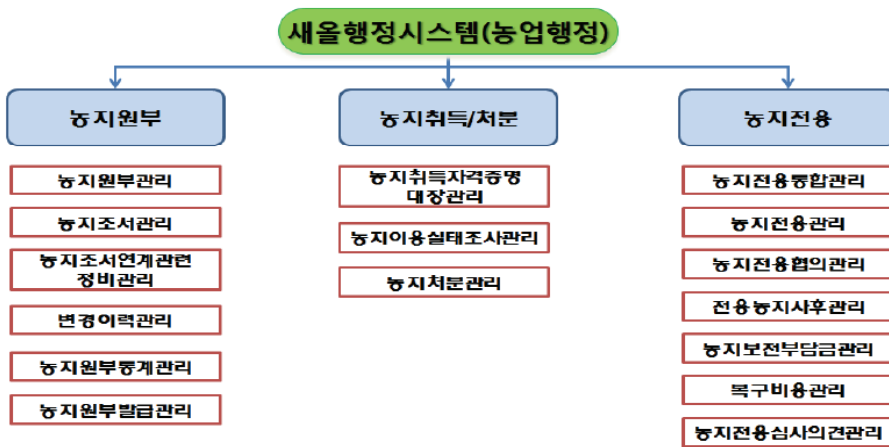 새올행정시스템(농업행정)
농지원부
농지원부관리
농지조서관리
농지조서연계관련
정비관리
변경이력관리
농지원부통계관리
농지원부발급관리
농지취득/처분
농지취득자격증명
대장관리
농지이용실태조사관리
농지처분관리
농지전용
농지전용통합관리
농지전용관리
농지전용협의관리
전용농지사후관리
농지보전부담금관리
복구비용관리
농지전용심사의견관리